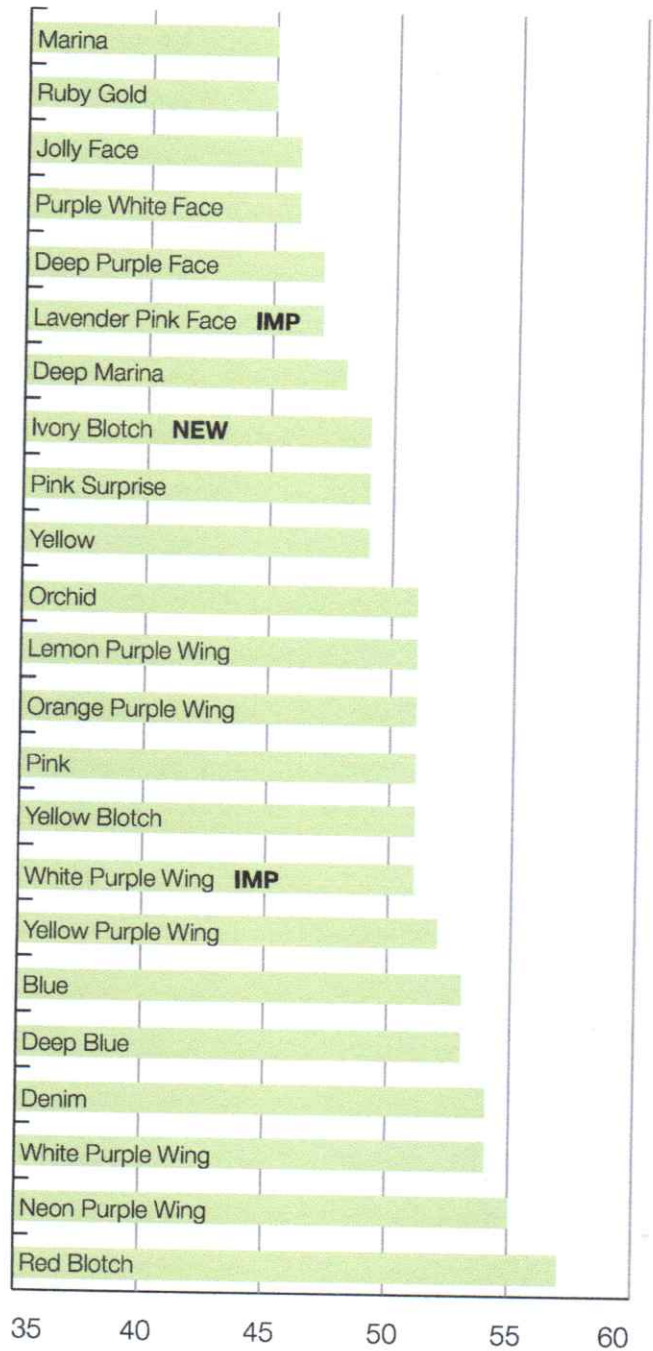 Marina
Ruby Gold
Jolly Face
Purple White Face
Deep Purple Face
Lavender Pink Face IMP
Deep Marina
Ivory Blotch NEW
Pink Surprise
Yellow
Orchid
Lemon Purple Wing
Orange Purple Wing
Pink
Yellow Blotch
White Purple Wing IMP
Yellow Purple Wing
Blue
Deep Blue
Denim
White Purple Wing
Neon Purple Wing
Red Blotch
35 40 45 50 55 60